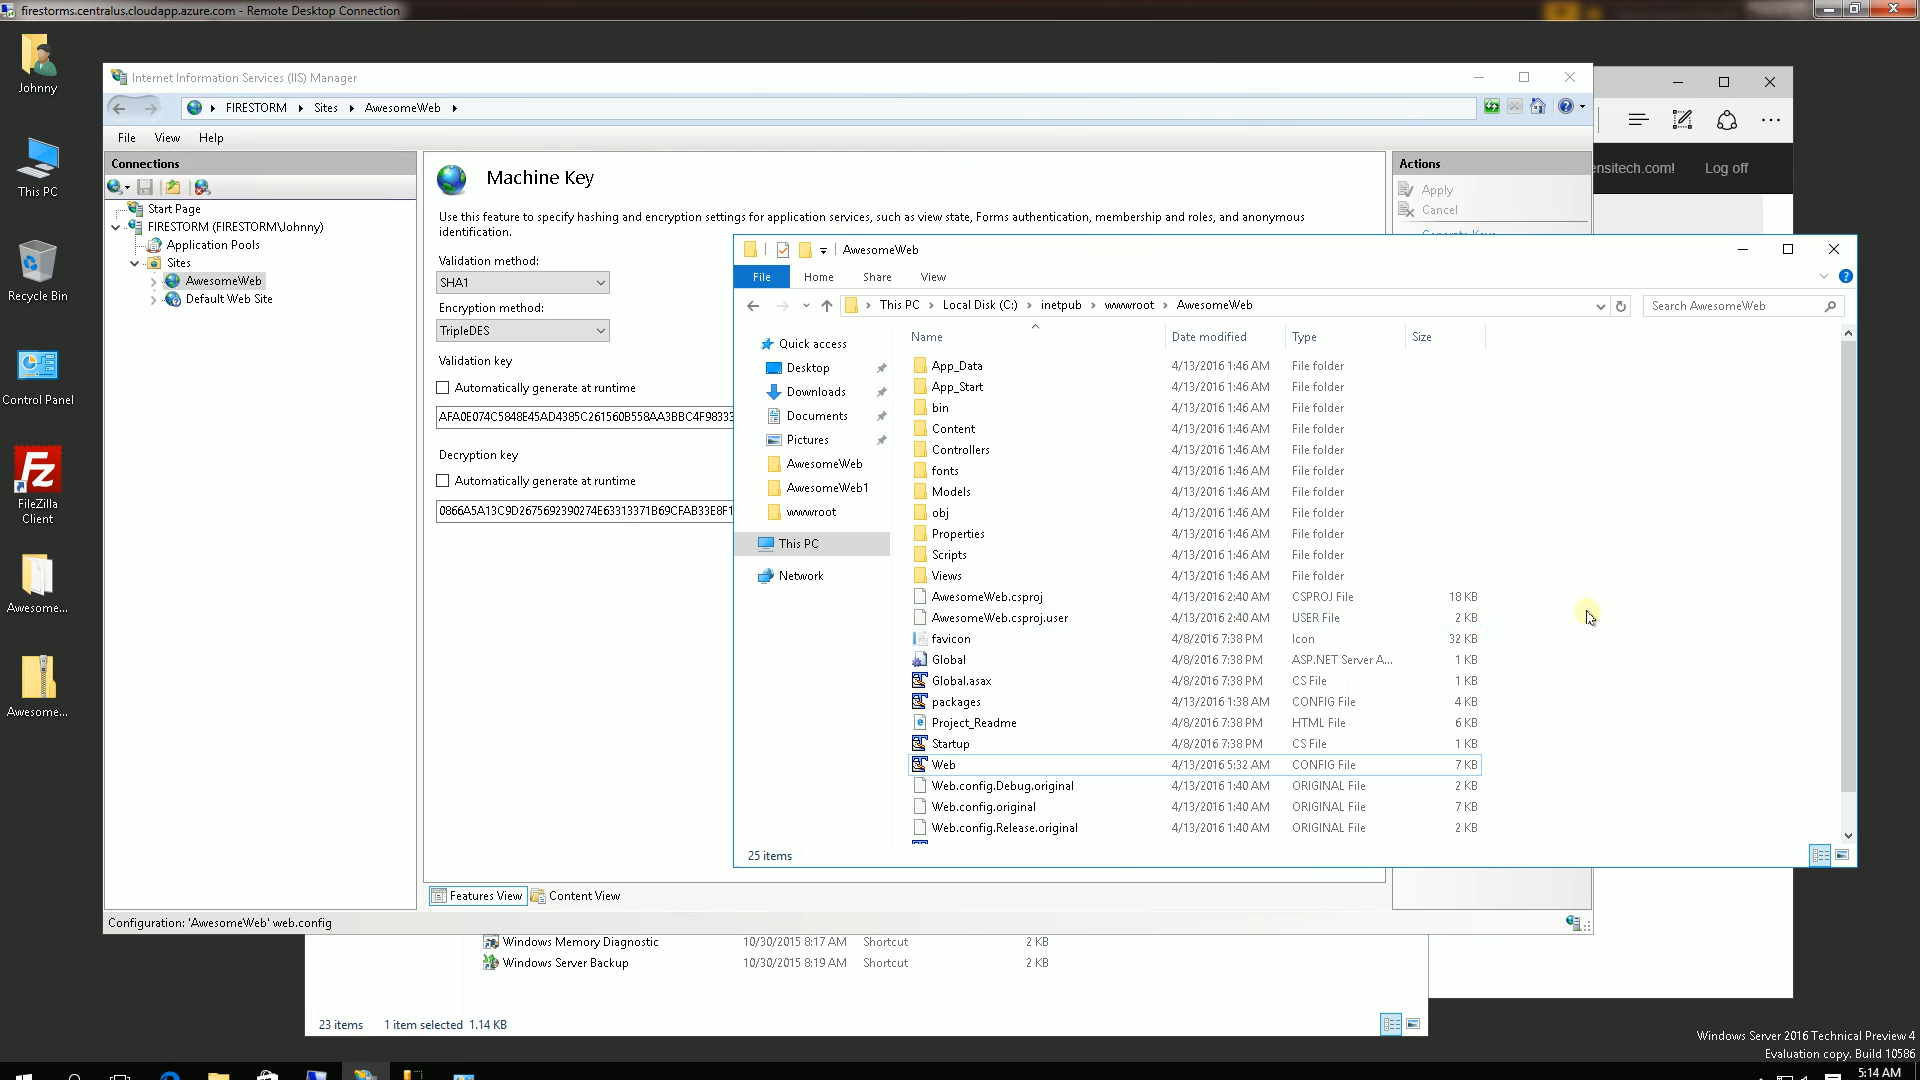 firestorms.centralus.cloudapp.azure.com - Remote Desktop Connection
Johnny
This PC
Recycle Bin
Control Panel
FileZilla
Client
Awesome...
Awesome...
Internet Information Services (IIS) Manager
FIRESTORM
Sites
AwesomeWeb
File
View
Help
Connections
Start Page
FIRESTORM (FIRESTORM\Johnny)
Application Pools
Sites
AwesomeWeb
Default Web Site
Machine Key
Use this feature to specify hashing and encryption settings for application services, such as view state, Forms authentication, membership and roles, and anonymous
identification.
Validation method:
SHA1
Encryption method:
TripleDES
Validation key
Automatically generate at runtime
AFA0E074C5848E45AD4385C261560B558AA3BBC4F98333
Decryption key
Automatically generate at runtime
0866A5A13C9D2675692390274E63313371B69CFAB33E8F1
Features View
Content View
Configuration: 'AwesomeWeb' web.config
Actions
Apply
Cancel
ensitech.com!
Log off
AwesomeWeb
File
Home
Share
View
This PC
Local Disk (C:)
inetpub
wwwroot
AwesomeWeb
Search AwesomeWeb
Quick access
Desktop
Downloads
Documents
Pictures
AwesomeWeb
AwesomeWeb1
wwwroot
This PC
Network
Name Date modified Type Size
App_Data 4/13/2016 1:46 AM File folder
App_Start 4/13/2016 1:46 AM File folder
bin 4/13/2016 1:46 AM File folder
Content 4/13/2016 1:46 AM File folder
Controllers 4/13/2016 1:46 AM File folder
fonts 4/13/2016 1:46 AM File folder
Models 4/13/2016 1:46 AM File folder
obj 4/13/2016 1:46 AM File folder
Properties 4/13/2016 1:46 AM File folder
Scripts 4/13/2016 1:46 AM File folder
Views 4/13/2016 1:46 AM File folder
AwesomeWeb.csproj 4/13/2016 2:40 AM CSPROJ File 18 KB
AwesomeWeb.csproj.user 4/13/2016 2:40 AM USER File 2 KB
favicon 4/8/2016 7:38 PM Icon 32 KB
Global 4/8/2016 7:38 PM ASP.NET Server A... 1 KB
Global.asax 4/8/2016 7:38 PM CS File 1 KB
packages 4/13/2016 1:38 AM CONFIG File 4 KB
Project_Readme 4/8/2016 7:38 PM HTML File 6 KB
Startup 4/8/2016 7:38 PM CS File 1 KB
Web 4/13/2016 5:32 AM CONFIG File 7 KB
Web.config.Debug.original 4/13/2016 1:40 AM ORIGINAL File 2 KB
Web.config.original 4/13/2016 1:40 AM ORIGINAL File 7 KB
Web.config.Release.original 4/13/2016 1:40 AM ORIGINAL File 2 KB
25 items
Windows Memory Diagnostic 10/30/2015 8:17 AM Shortcut 2 KB
Windows Server Backup 10/30/2015 8:19 AM Shortcut 2 KB
23 items 1 item selected 1.14 KB
Windows Server 2016 Technical Preview 4
Evaluation copy. Build 10586
5:14 AM